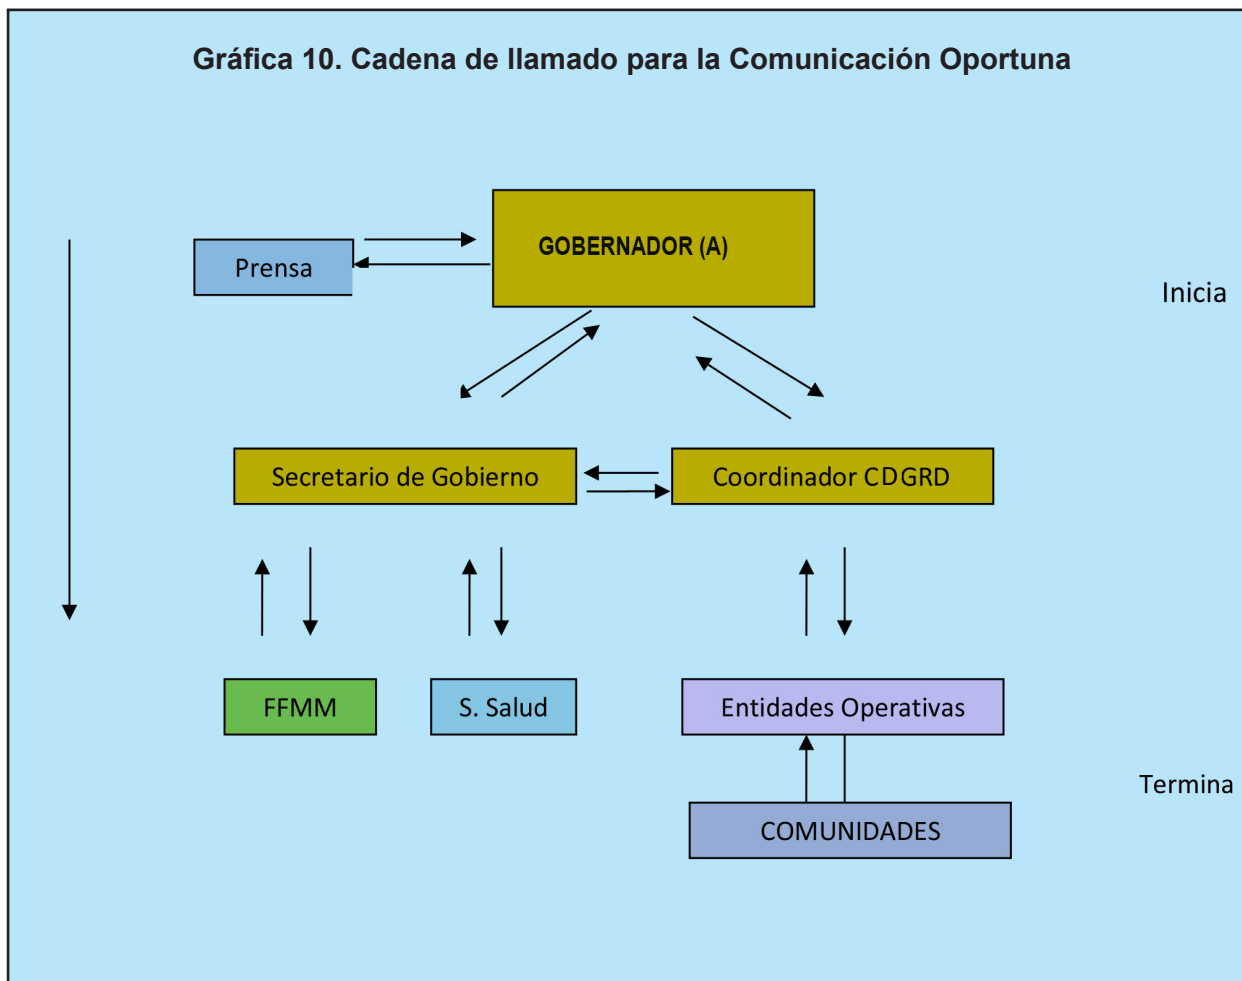 Gráfica 10. Cadena de llamado para la Comunicación Oportuna
GOBERNADOR (A)
Prensa
Inicia
Secretario de Gobierno
Coordinador CDGRD
FFMM
S. Salud
Entidades Operativas
Termina
COMUNIDADES